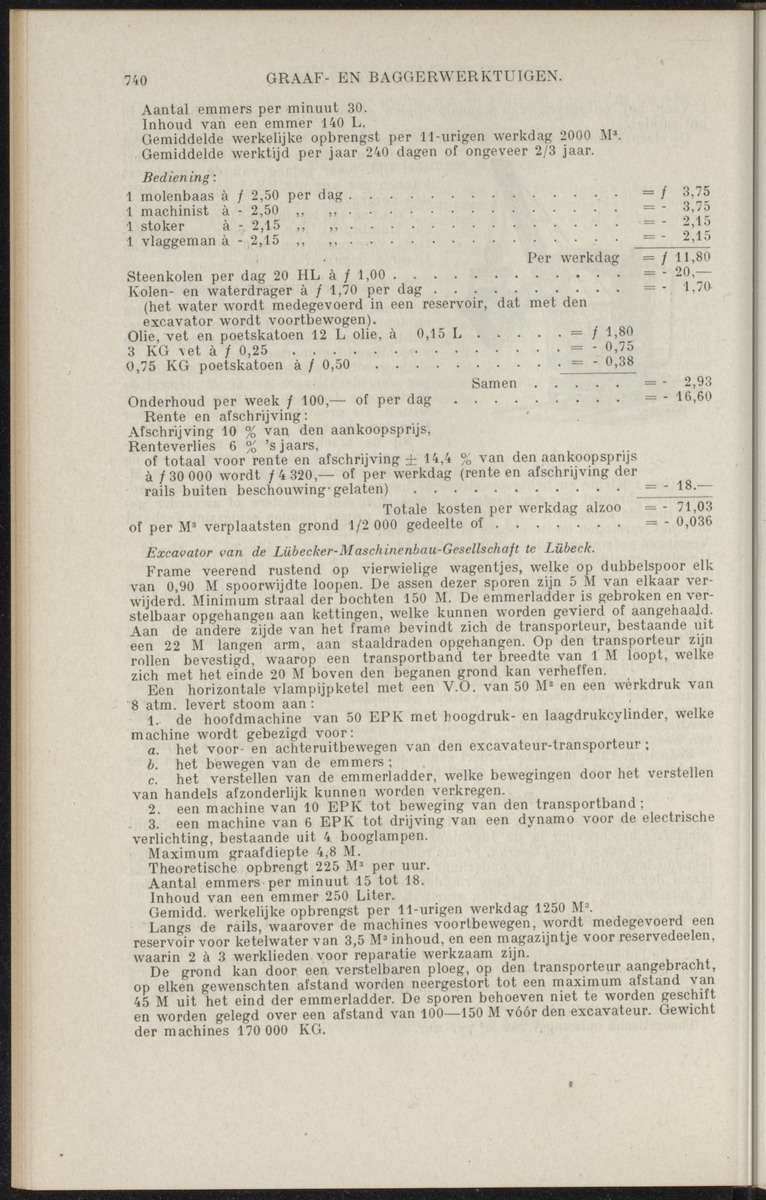 740 GRAAF- EN BAGGERWERKTUIGEN.
Aantal emmers per minuut 30.
Inhoud van een emmer 140 L.
Gemiddelde werkelijke opbrengst per 11-urigen werkdag 2000 M³.
Gemiddelde werktijd per jaar 240 dagen of ongeveer 2/3 jaar.
Bediening:
1 molenbaas à ƒ 2,50 per dag . . . . . . . . . . . . . . = ƒ 3,75
1 machinist à - 2,50 „ „ . . . . . . . . . . . . . . = - 3,75
1 stoker à - 2,15 „ „ . . . . . . . . . . . . . . = - 2,15
1 vlaggeman à - 2,15 „ „ . . . . . . . . . . . . . . = - 2,15
Per werkdag = ƒ 11,80
Steenkolen per dag 20 HL à ƒ 1,00 . . . . . . . . . . . . = - 20,—
Kolen- en waterdrager à ƒ 1,70 per dag . . . . . . . . . . = - 1,70
(het water wordt medegevoerd in een reservoir, dat met den
excavator wordt voortbewogen).
Olie, vet en poetskatoen 12 L olie, à 0,15 L . . . . . = ƒ 1,80
3 KG vet à ƒ 0,25 . . . . . . . . . . . . . . = - 0,75
0,75 KG poetskatoen à ƒ 0,50 . . . . . . . . . . = - 0,38
Samen . . . . . = - 2,93
Onderhoud per week ƒ 100,— of per dag . . . . . . . . . = - 16,60
Rente en afschrijving:
Afschrijving 10 % van den aankoopsprijs,
Renteverlies 6 % 's jaars,
of totaal voor rente en afschrijving ± 14,4 % van den aankoopsprijs
à ƒ 30 000 wordt ƒ 4 320,— of per werkdag (rente en afschrijving der
rails buiten beschouwing gelaten) . . . . . . . . . . . = - 18.—
Totale kosten per werkdag alzoo = - 71,03
of per M³ verplaatsten grond 1/2 000 gedeelte of . . . . . . . = - 0,036
Excavator van de Lübecker-Maschinenbau-Gesellschaft te Lübeck.
Frame veerend rustend op vierwielige wagentjes, welke op dubbelspoor elk
van 0,90 M spoorwijdte loopen. De assen dezer sporen zijn 5 M van elkaar ver-
wijderd. Minimum straal der bochten 150 M. De emmerladder is gebroken en ver-
stelbaar opgehangen aan kettingen, welke kunnen worden gevierd of aangehaald.
Aan de andere zijde van het frame bevindt zich de transporteur, bestaande uit
een 22 M langen arm, aan staaldraden opgehangen. Op den transporteur zijn
rollen bevestigd, waarop een transportband ter breedte van 1 M loopt, welke
zich met het einde 20 M boven den beganen grond kan verheffen.
Een horizontale vlampijpketel met een V.O. van 50 M² en een werkdruk van
8 atm. levert stoom aan:
1. de hoofdmachine van 50 EPK met hoogdruk- en laagdrukcylinder, welke
machine wordt gebezigd voor:
a. het voor- en achteruitbewegen van den excavateur-transporteur;
b. het bewegen van de emmers;
c. het verstellen van de emmerladder, welke bewegingen door het verstellen
van handels afzonderlijk kunnen worden verkregen.
2. een machine van 10 EPK tot beweging van den transportband;
3. een machine van 6 EPK tot drijving van een dynamo voor de electrische
verlichting, bestaande uit 4 booglampen.
Maximum graafdiepte 4,8 M.
Theoretische opbrengt 225 M³ per uur.
Aantal emmers per minuut 15 tot 18.
Inhoud van een emmer 250 Liter.
Gemidd. werkelijke opbrengst per 11-urigen werkdag 1250 M³.
Langs de rails, waarover de machines voortbewegen, wordt medegevoerd een
reservoir voor ketelwater van 3,5 M³ inhoud, en een magazijntje voor reservedeelen,
waarin 2 à 3 werklieden voor reparatie werkzaam zijn.
De grond kan door een verstelbaren ploeg, op den transporteur aangebracht,
op elken gewenschten afstand worden neergestort tot een maximum afstand van
45 M uit het eind der emmerladder. De sporen behoeven niet te worden geschift
en worden gelegd over een afstand van 100—150 M vóór den excavateur. Gewicht
der machines 170 000 KG.